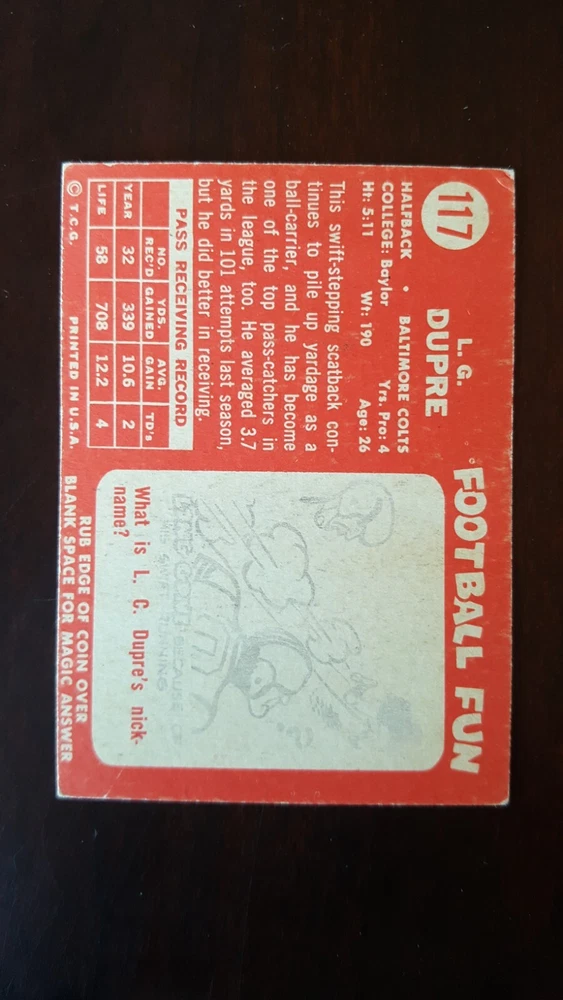 117
L. G.
DUPRE
HALFBACK • BALTIMORE COLTS
COLLEGE: Baylor Yrs. Pro: 4
Ht: 5:11 Wt: 190 Age: 26
This swift-stepping scatback con-
tinues to pile up yardage as a
ball-carrier, and he has become
one of the top pass-catchers in
the league, too. He averaged 3.7
yards in 101 attempts last season,
but he did better in receiving.
PASS RECEIVING RECORD
NO. YDS. AVG.
REC'D GAINED GAIN TD's
YEAR 32 339 10.6 2
LIFE 58 708 12.2 4
© T.C.G. PRINTED IN U.S.A.
FOOTBALL FUN
BECAUSE OF
HIS RUNNING
What is L. C. Dupre's nick-
name?
RUB EDGE OF COIN OVER
BLANK SPACE FOR MAGIC ANSWER